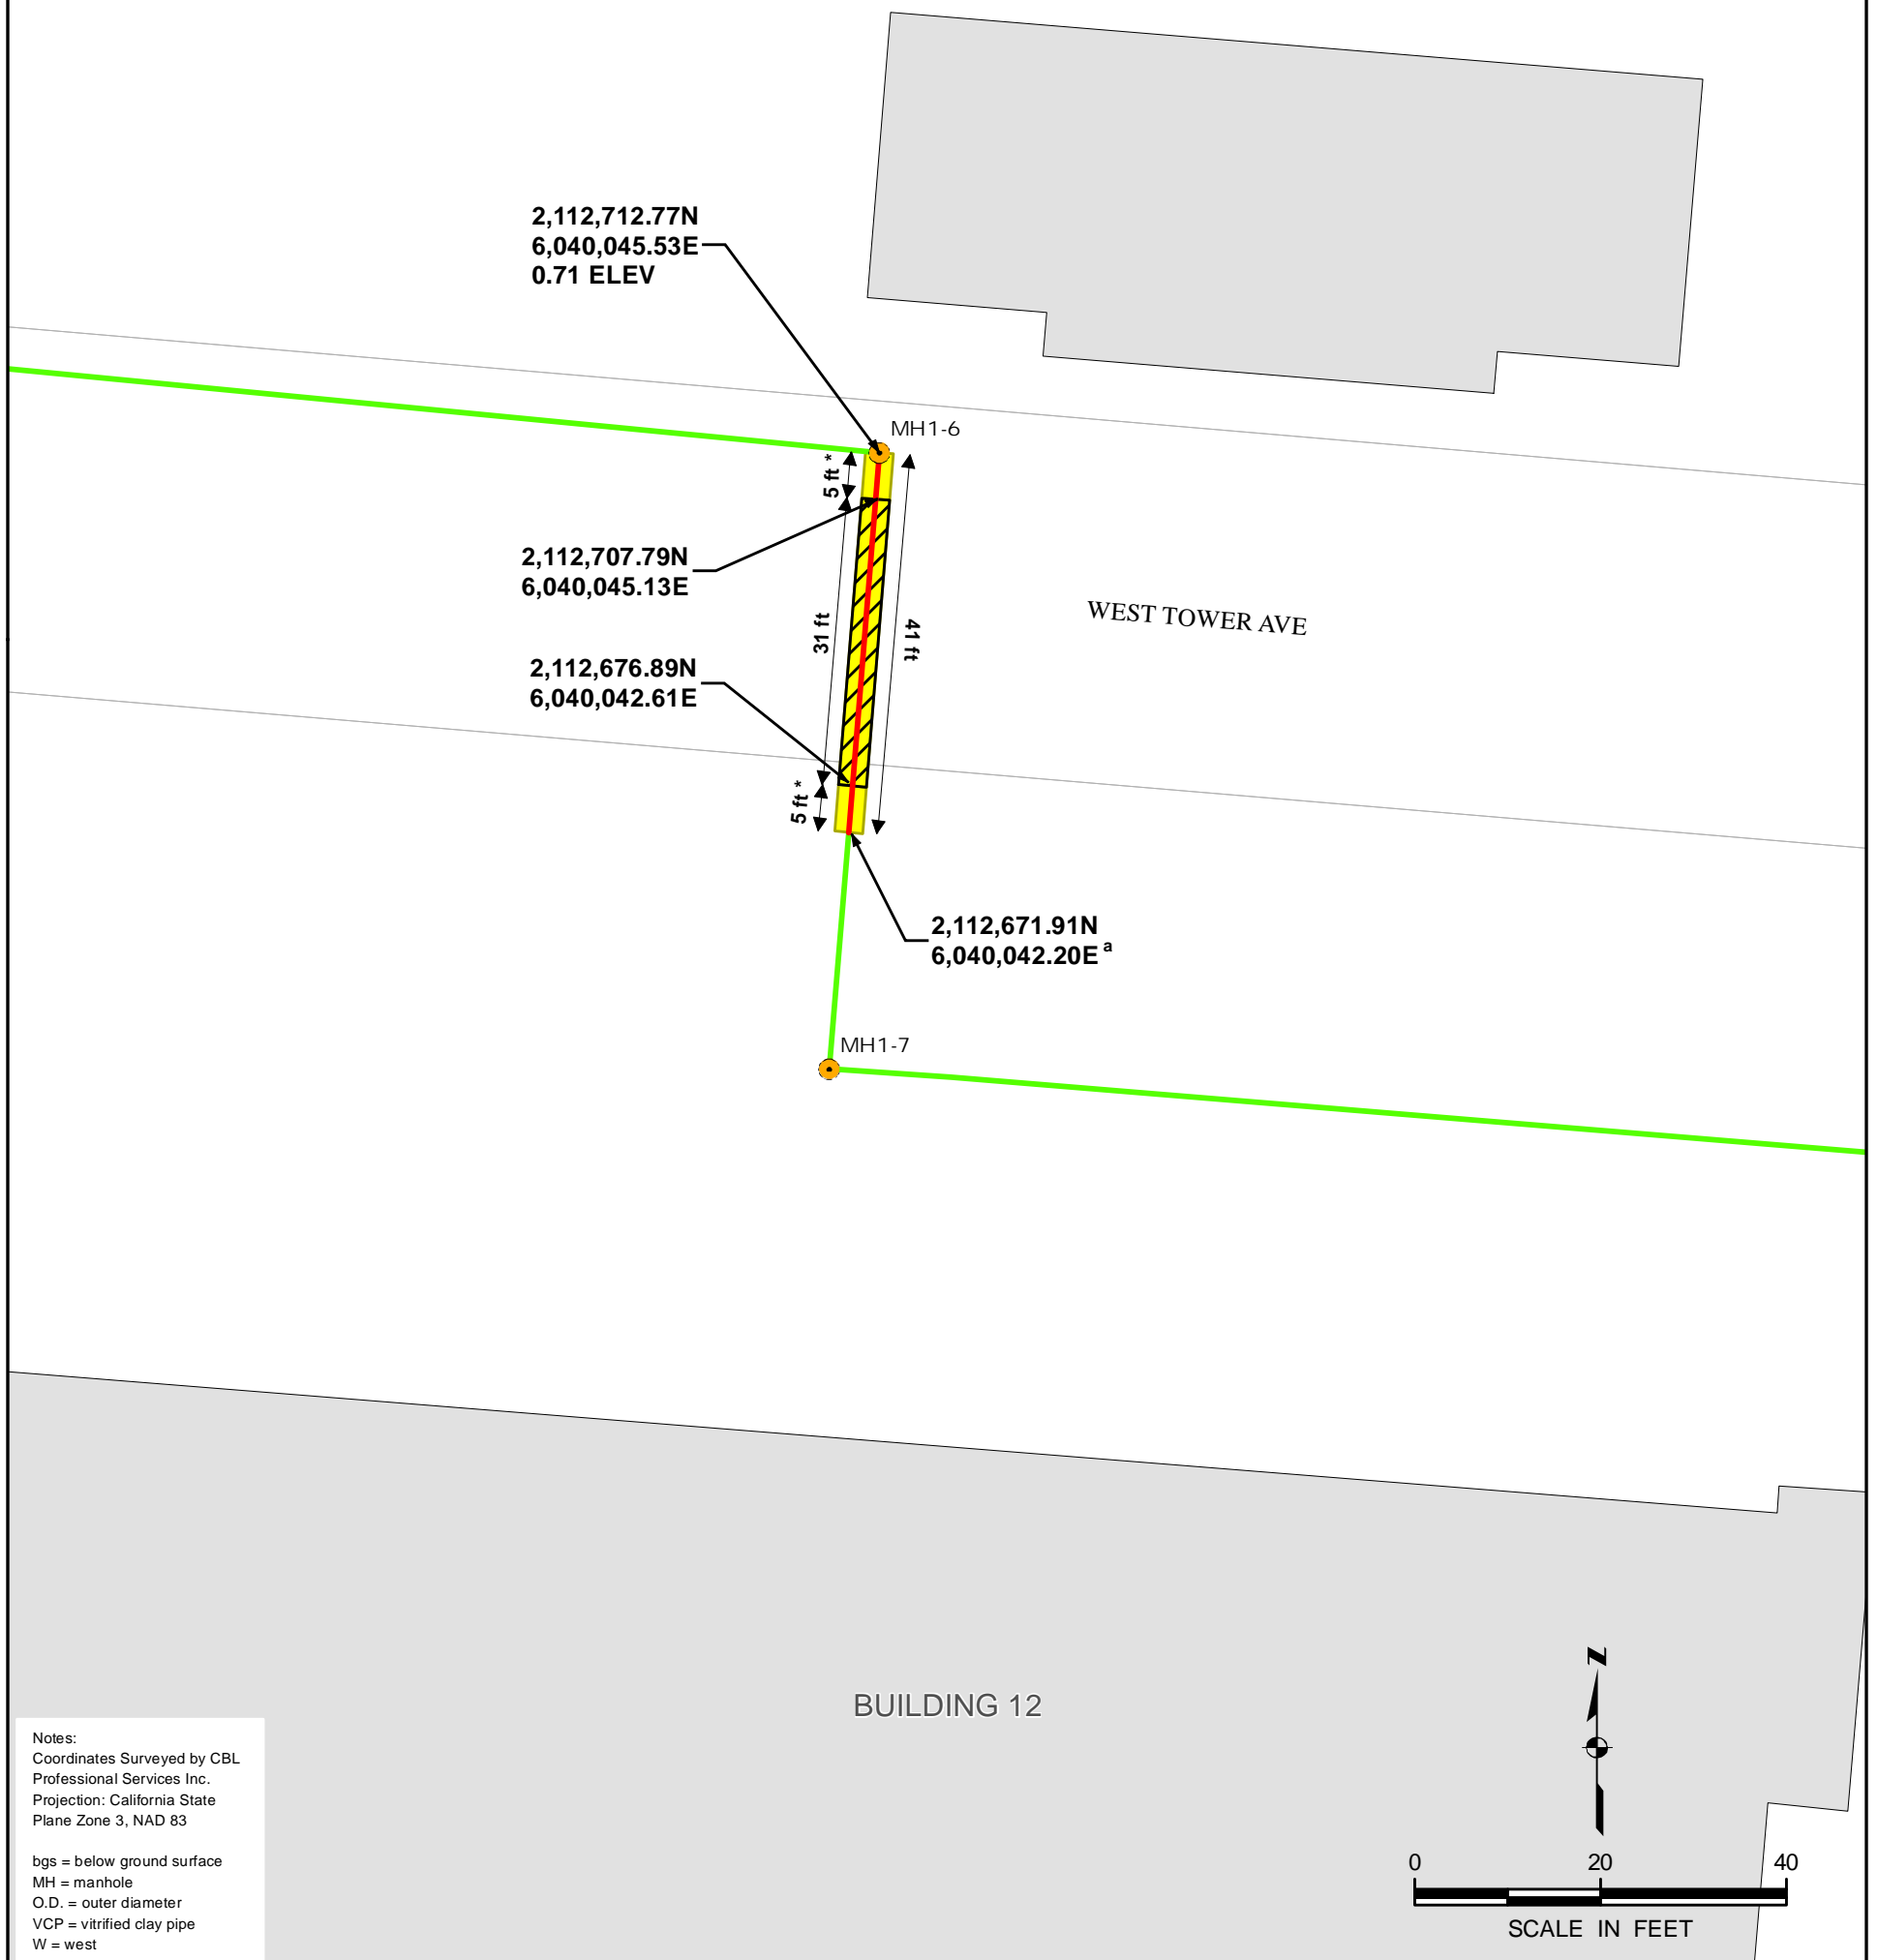 2,112,712.77N
6,040,045.53E
0.71 ELEV
MH1-6
5 ft *
2,112,707.79N
6,040,045.13E
31 ft
41 ft
WEST TOWER AVE
2,112,676.89N
6,040,042.61E
5 ft *
2,112,671.91N
6,040,042.20E a
MH1-7
BUILDING 12
N
Notes:
Coordinates Surveyed by CBL
Professional Services Inc.
Projection: California State
Plane Zone 3, NAD 83
bgs = below ground surface
MH = manhole
O.D. = outer diameter
VCP = vitrified clay pipe
W = west
0 20 40
SCALE IN FEET